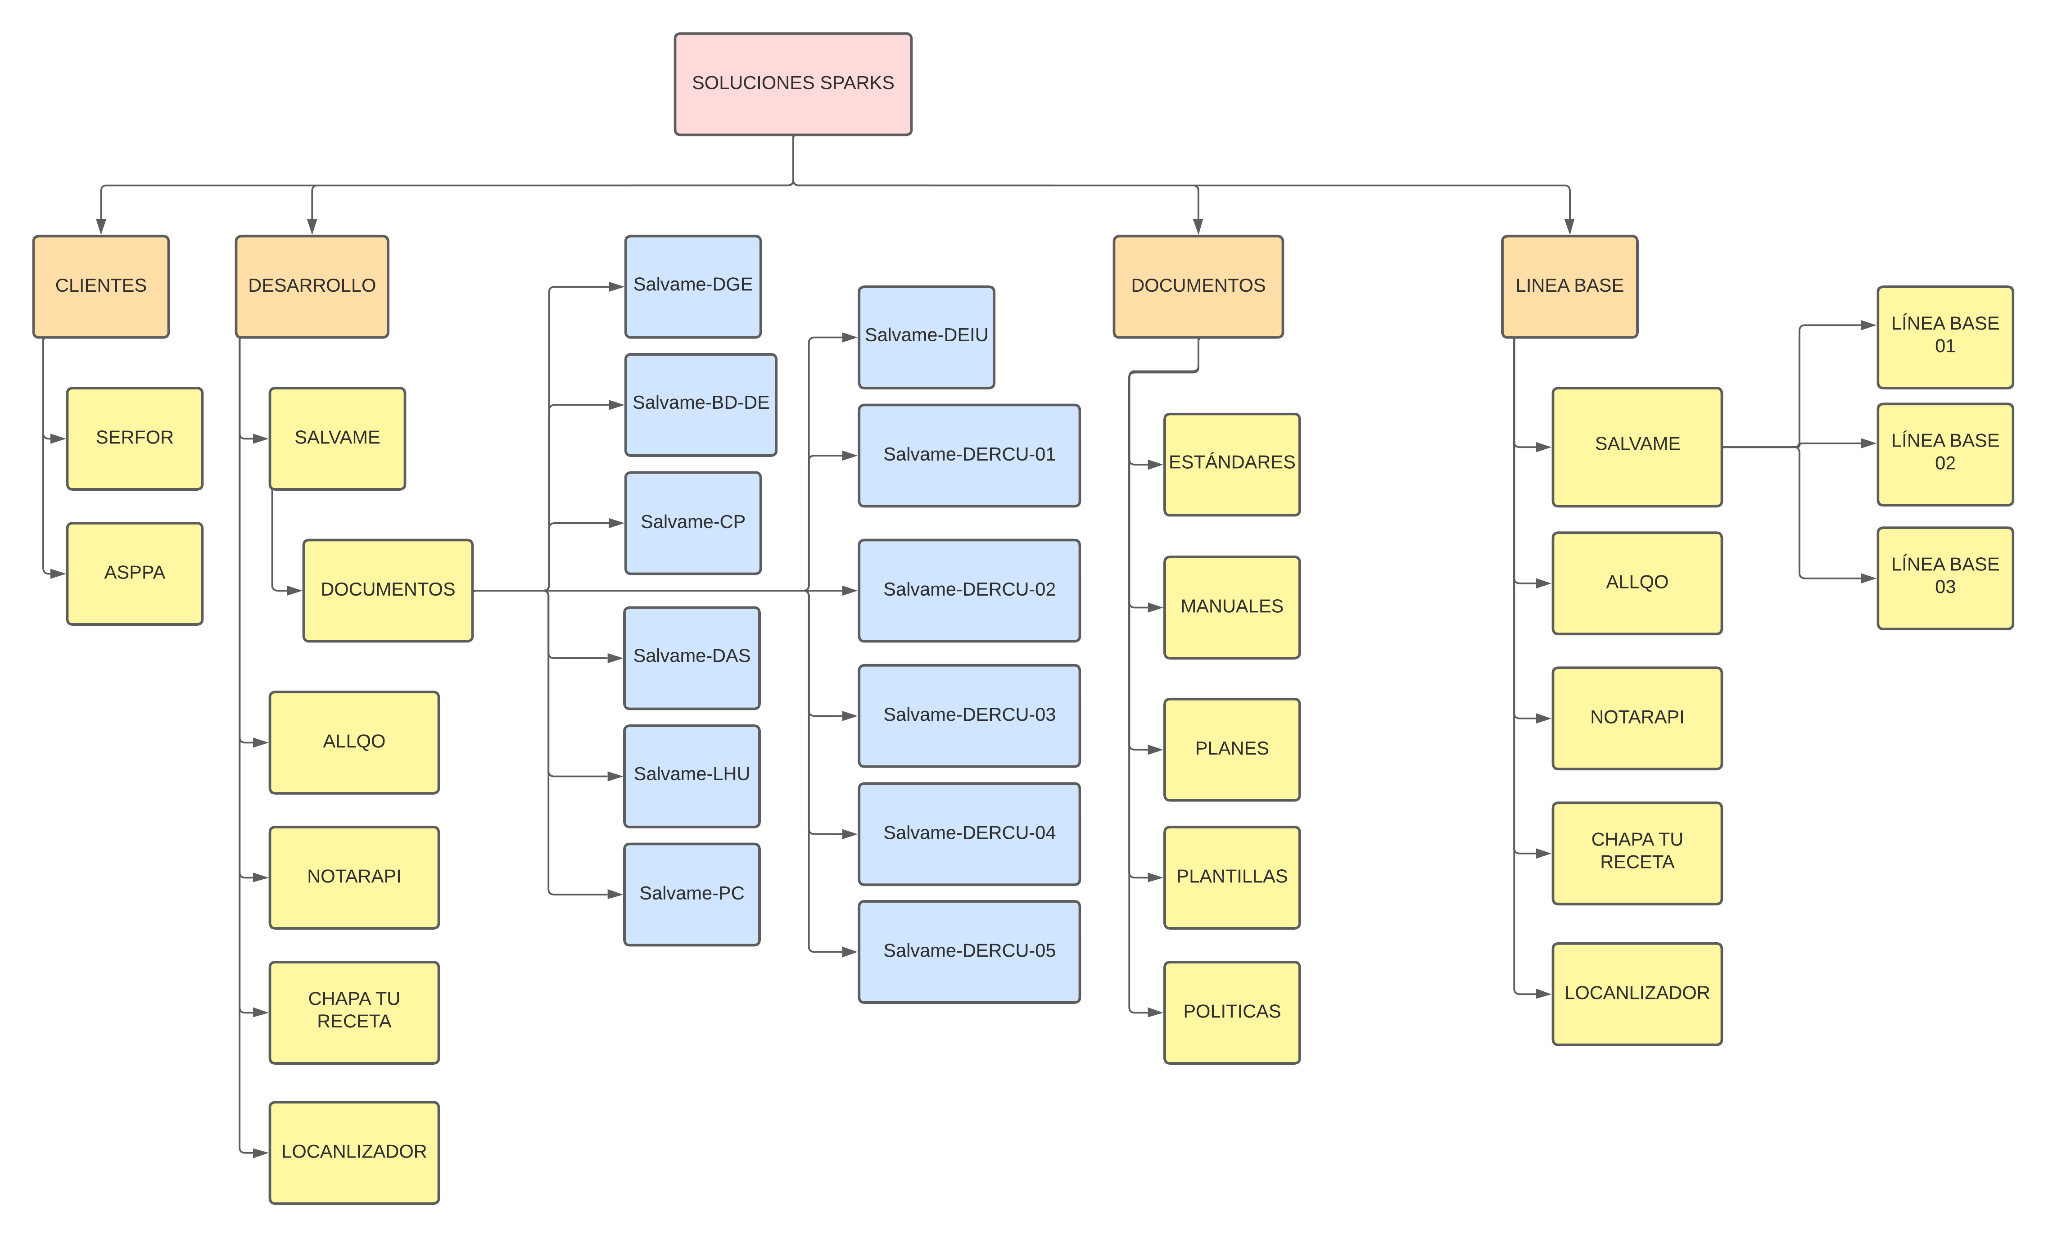 SOLUCIONES SPARKS
CLIENTES
SERFOR
ASPPA
DESARROLLO
SALVAME
DOCUMENTOS
Salvame-DGE
Salvame-BD-DE
Salvame-CP
Salvame-DAS
Salvame-LHU
Salvame-PC
Salvame-DEIU
Salvame-DERCU-01
Salvame-DERCU-02
Salvame-DERCU-03
Salvame-DERCU-04
Salvame-DERCU-05
ALLQO
NOTARAPI
CHAPA TU
RECETA
LOCANLIZADOR
DOCUMENTOS
ESTÁNDARES
MANUALES
PLANES
PLANTILLAS
POLITICAS
LINEA BASE
SALVAME
LÍNEA BASE
01
LÍNEA BASE
02
LÍNEA BASE
03
ALLQO
NOTARAPI
CHAPA TU
RECETA
LOCANLIZADOR